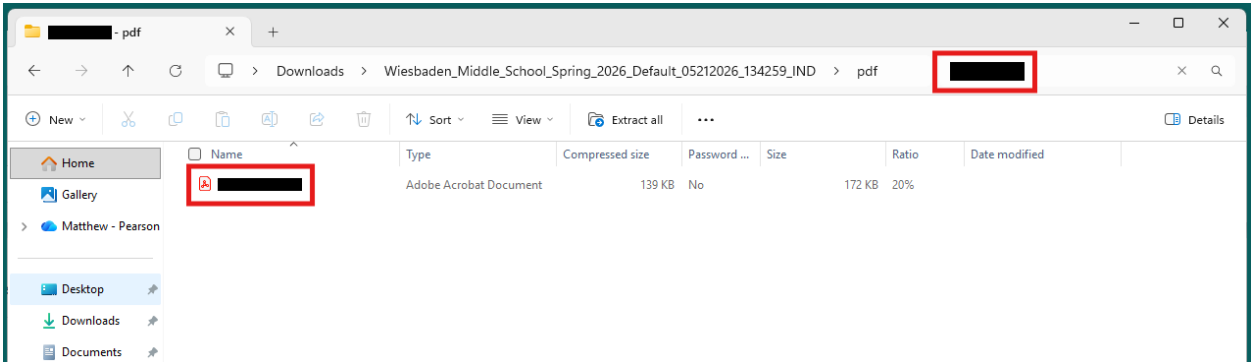 - pdf
Downloads > Wiesbaden_Middle_School_Spring_2026_Default_05212026_134259_IND > pdf
New Sort View Extract all ... Details
Home Name Type Compressed size Password ... Size Ratio Date modified
Adobe Acrobat Document 139 KB No 172 KB 20%
Gallery
Matthew - Pearson
Desktop
Downloads
Documents